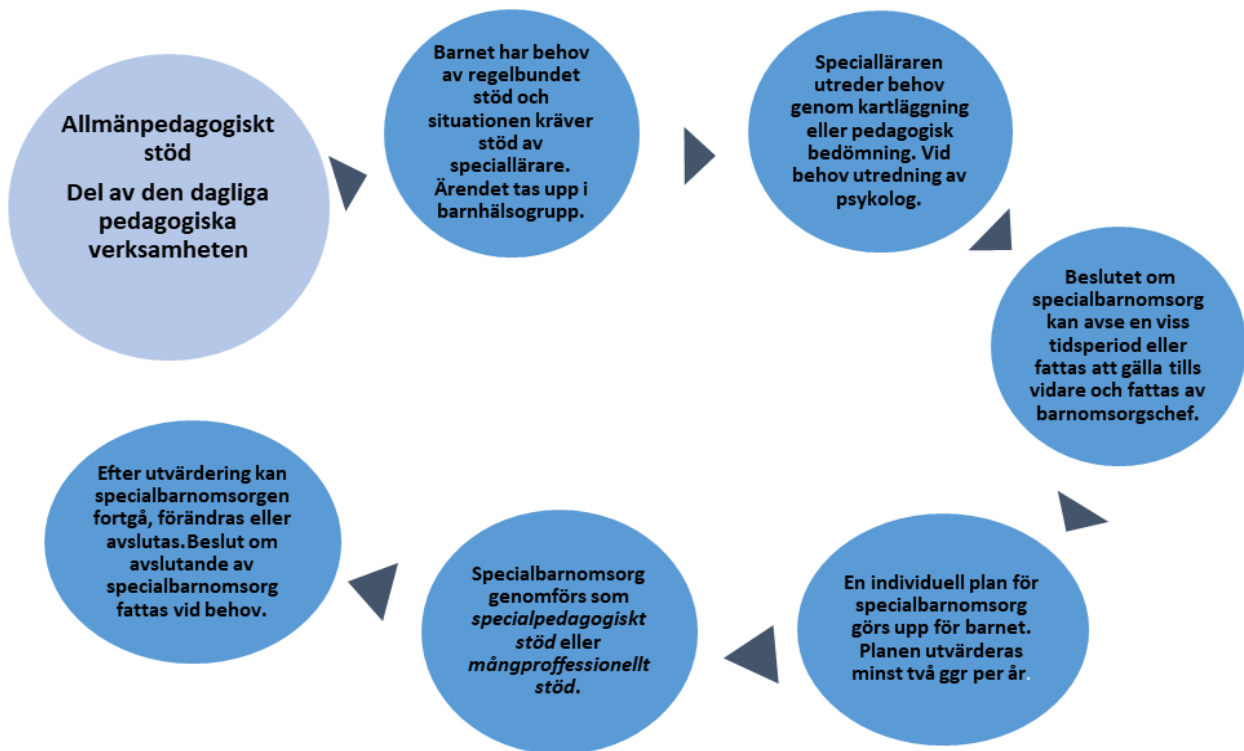 Allmänpedagogiskt
stöd
Del av den dagliga
pedagogiska
verksamheten
Barnet har behov
av regelbundet
stöd och
situationen kräver
stöd av
speciallärare.
Ärendet tas upp i
barnhälsogrupp.
Specialläraren
utreder behov
genom kartläggning
eller pedagogisk
bedömning. Vid
behov utredning av
psykolog.
Beslutet om
specialbarnomsorg
kan avse en viss
tidsperiod eller
fattas att gälla tills
vidare och fattas av
barnomsorgschef.
En individuell plan för
specialbarnomsorg
görs upp för barnet.
Planen utvärderas
minst två ggr per år.
Specialbarnomsorg
genomförs som
specialpedagogiskt
stöd eller
mångproffessionellt
stöd.
Efter utvärdering kan
specialbarnomsorgen
fortgå, förändras eller
avslutas.Beslut om
avslutande av
specialbarnomsorg
fattas vid behov.